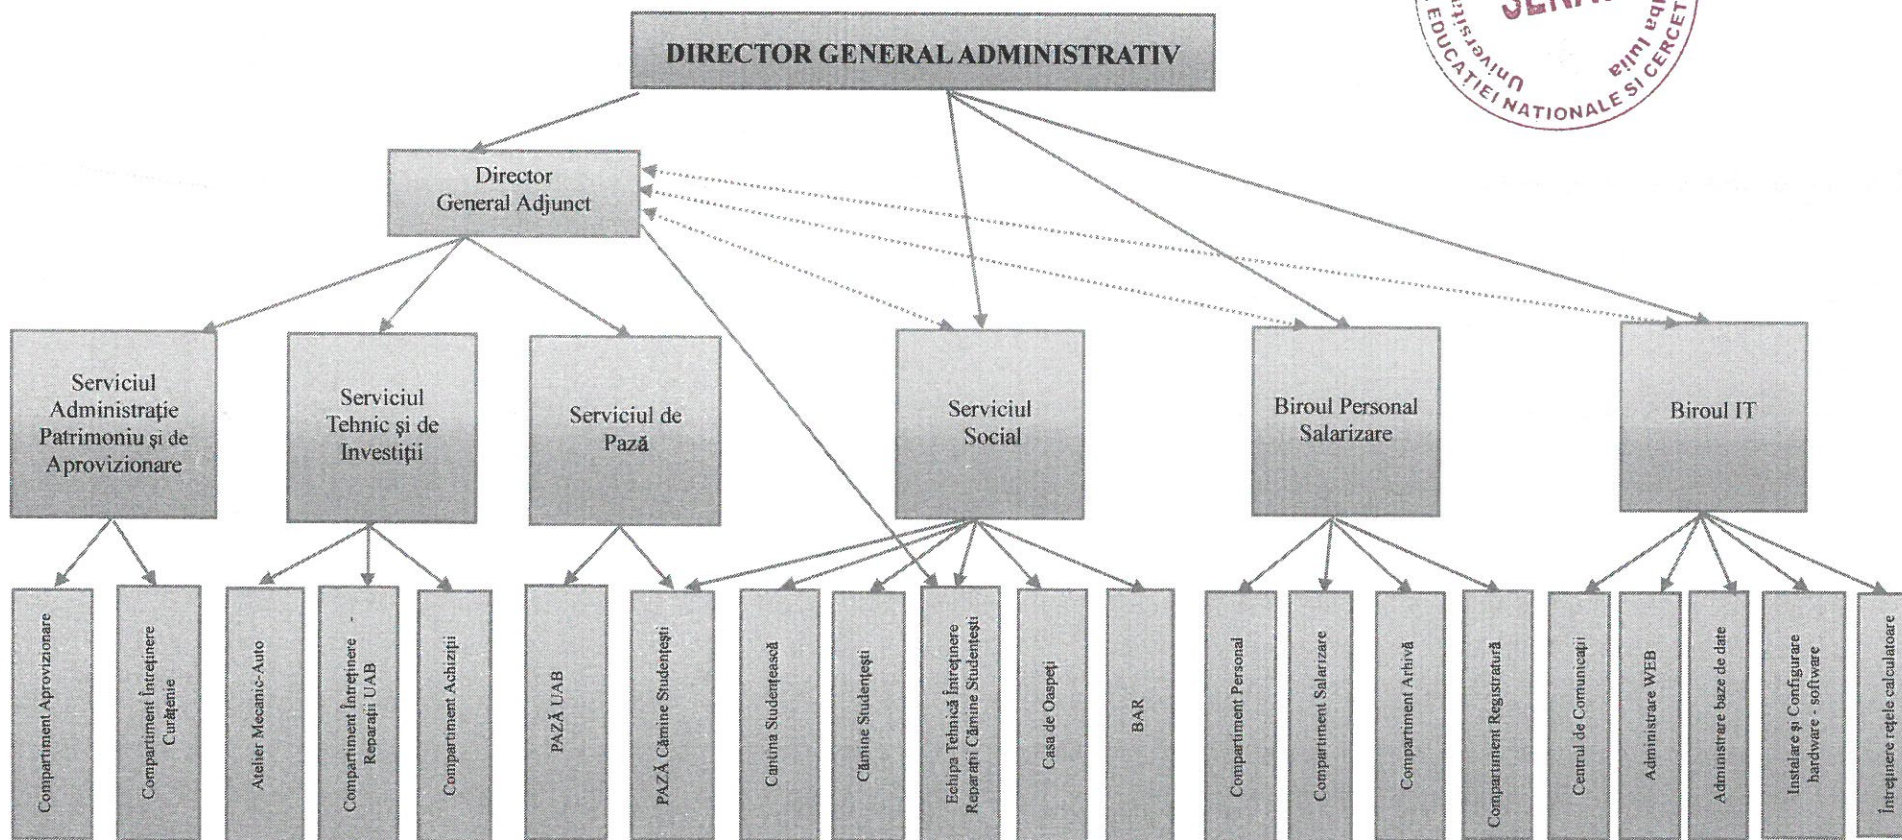 DIRECTOR GENERAL ADMINISTRATIV
EDUCAȚIEI NATIONALE SI CERCET
Universita
Iulia
Director
General Adjunct
Serviciul
Administrație
Patrimoniu și de
Aprovizionare
Serviciul
Tehnic și de
Investiții
Serviciul de
Pază
Serviciul
Social
Biroul Personal
Salarizare
Biroul IT
Compartiment Aprovizionare
Compartiment Întreținere
Curățenie
Atelier Mecanic-Auto
Compartiment Întreținere -
Reparații UAB
Compartiment Achiziții
PAZĂ UAB
PAZĂ Cămine Studențești
Cantina Studențească
Cămine Studențești
Echipa Tehnică Întreținere
Reparații Cămine Studențești
Casa de Oaspeți
BAR
Compartiment Personal
Compartiment Salarizare
Compartiment Arhivă
Compartiment Registratură
Centrul de Comunicații
Administrare WEB
Administrare baze de date
Instalare și Configurare
hardware - software
Întreținere rețele calculatoare